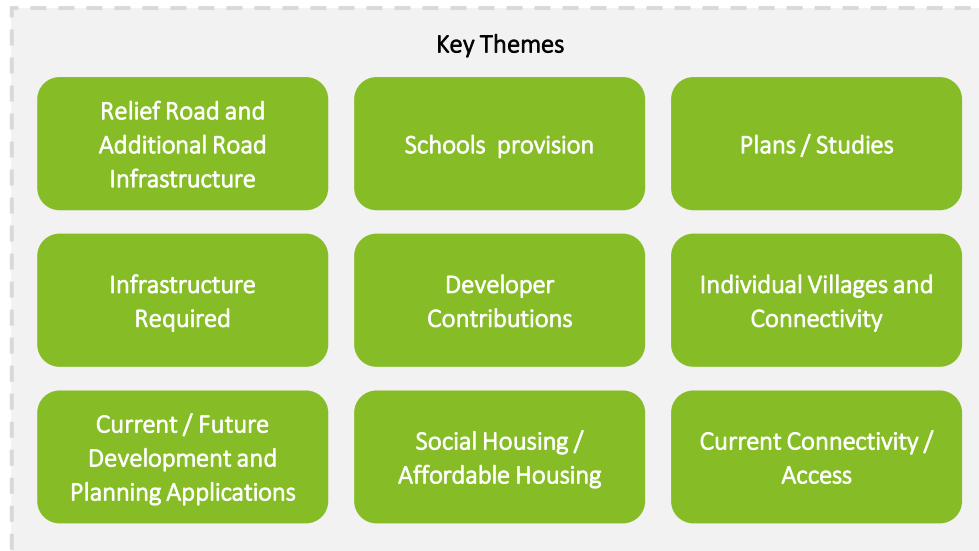 Key Themes
Relief Road and
Additional Road
Infrastructure
Schools  provision
Plans / Studies
Infrastructure
Required
Developer
Contributions
Individual Villages and
Connectivity
Current / Future
Development and
Planning Applications
Social Housing /
Affordable Housing
Current Connectivity /
Access